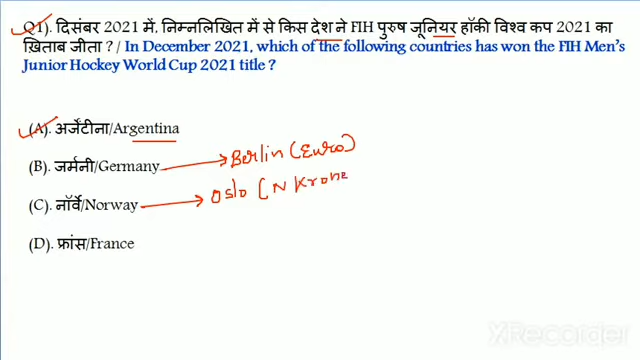 Q1). दिसंबर 2021 में, निम्नलिखित में से किस देश ने FIH पुरुष जूनियर हॉकी विश्व कप 2021 का
ख़िताब जीता ? / In December 2021, which of the following countries has won the FIH Men's
Junior Hockey World Cup 2021 title ?
(A). अर्जेंटीना/Argentina
(B). जर्मनी/Germany → Berlin (Euro)
(C). नॉर्वे/Norway → Oslo (N Krone
(D). फ्रांस/France
XRecorder